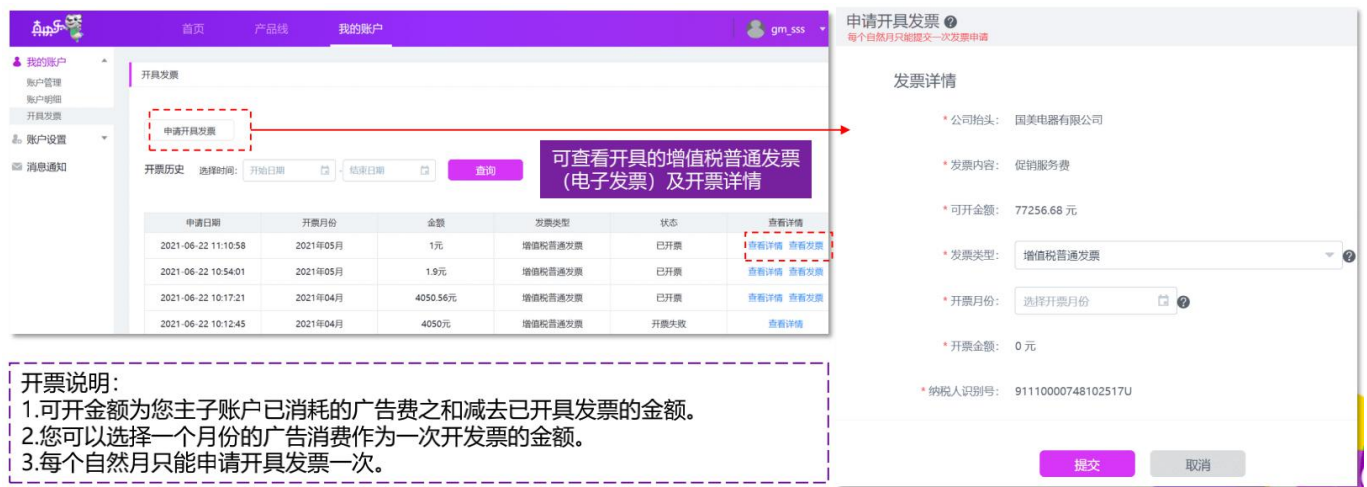 真快乐
首页 产品线 我的账户 gm_sss
我的账户
账户管理
账户明细
开具发票
账户设置
消息通知
开具发票
申请开具发票
开票历史 选择时间: 开始日期 - 结束日期 查询
可查看开具的增值税普通发票
（电子发票）及开票详情
申请日期 开票月份 金额 发票类型 状态 查看详情
2021-06-22 11:10:58 2021年05月 1元 增值税普通发票 已开票 查看详情 查看发票
2021-06-22 10:54:01 2021年05月 1.9元 增值税普通发票 已开票 查看详情 查看发票
2021-06-22 10:17:21 2021年04月 4050.56元 增值税普通发票 已开票 查看详情 查看发票
2021-06-22 10:12:45 2021年04月 4050元 增值税普通发票 开票失败 查看详情
开票说明：
1.可开金额为您主子账户已消耗的广告费之和减去已开具发票的金额。
2.您可以选择一个月份的广告消费作为一次开发票的金额。
3.每个自然月只能申请开具发票一次。
申请开具发票 ?
每个自然月只能提交一次发票申请
发票详情
* 公司抬头: 国美电器有限公司
* 发票内容: 促销服务费
* 可开金额: 77256.68 元
* 发票类型: 增值税普通发票 ?
* 开票月份: 选择开票月份 ?
* 开票金额: 0 元
* 纳税人识别号: 91110000748102517U
提交 取消